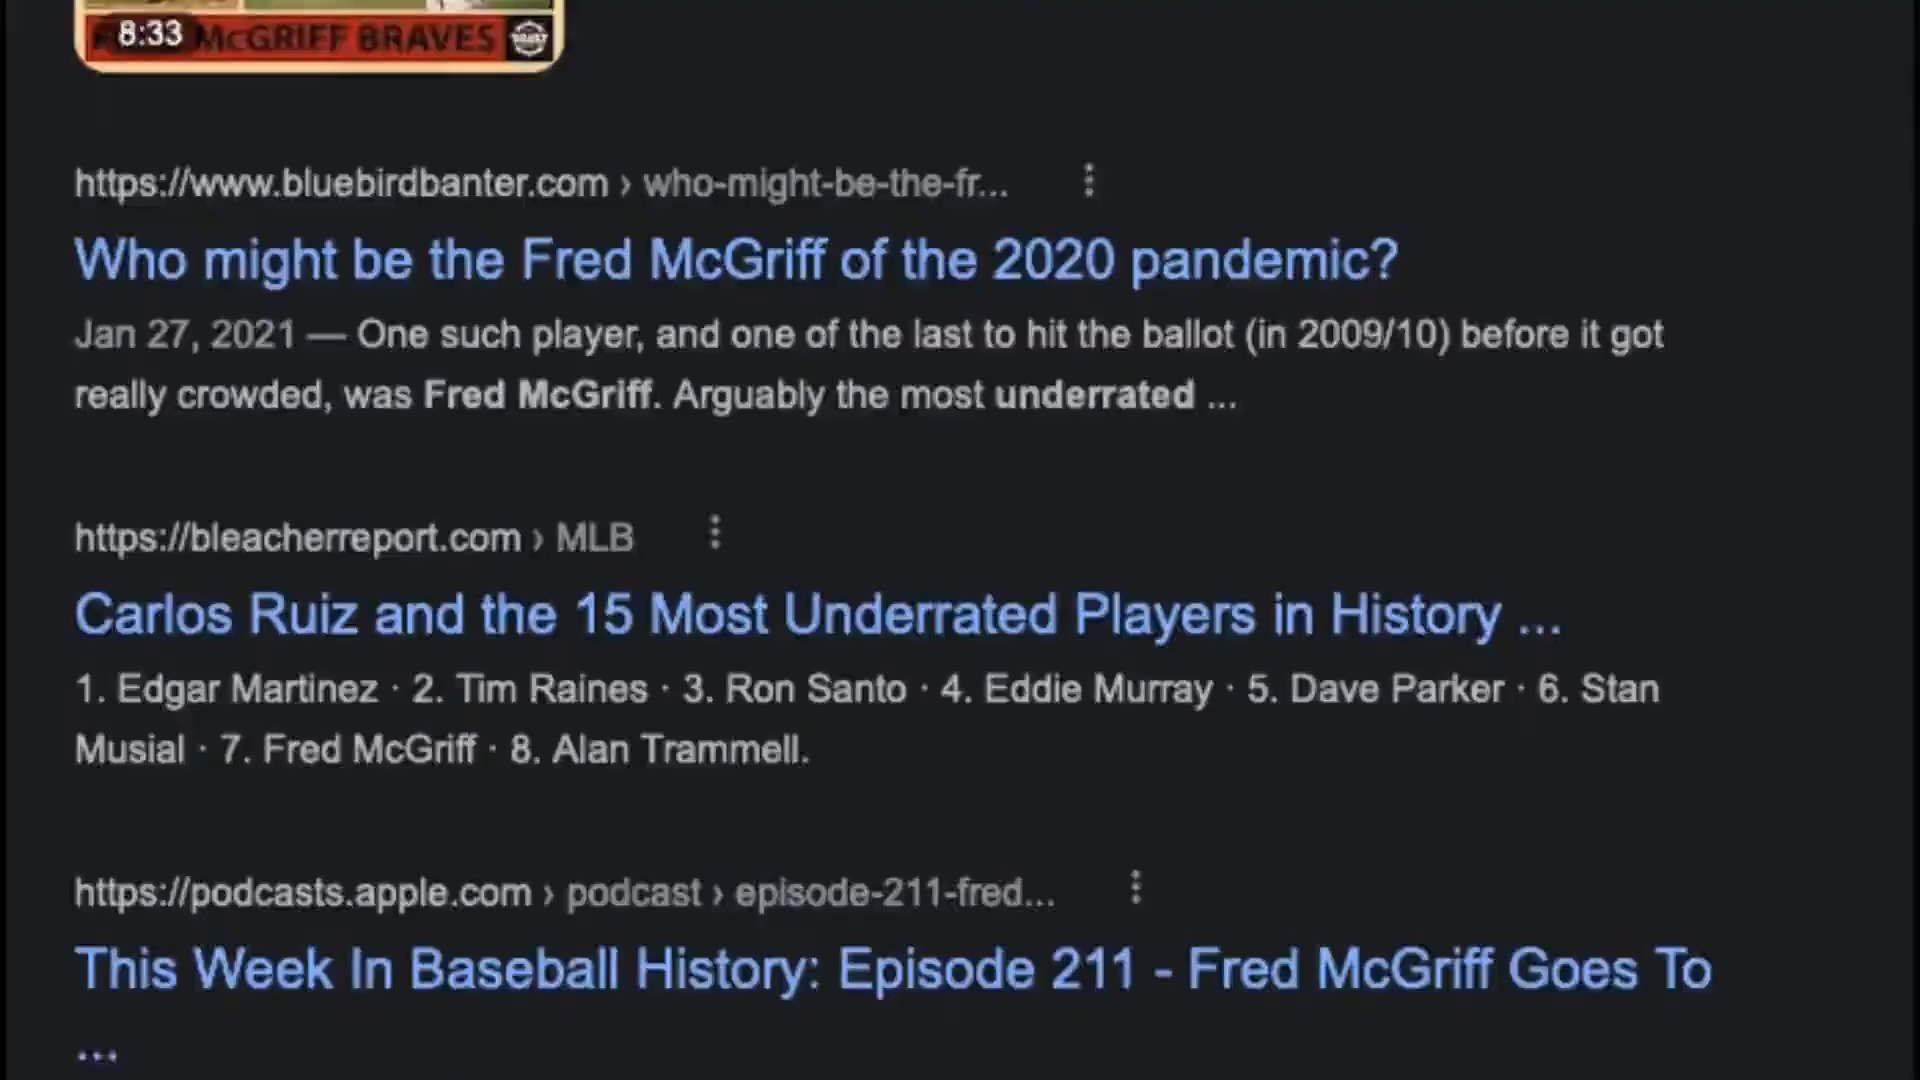 8:33 McGRIFF BRAVES
https://www.bluebirdbanter.com › who-might-be-the-fr...
Who might be the Fred McGriff of the 2020 pandemic?
Jan 27, 2021 — One such player, and one of the last to hit the ballot (in 2009/10) before it got
really crowded, was Fred McGriff. Arguably the most underrated ...
https://bleacherreport.com › MLB
Carlos Ruiz and the 15 Most Underrated Players in History ...
1. Edgar Martinez · 2. Tim Raines · 3. Ron Santo · 4. Eddie Murray · 5. Dave Parker · 6. Stan
Musial · 7. Fred McGriff · 8. Alan Trammell.
https://podcasts.apple.com › podcast › episode-211-fred...
This Week In Baseball History: Episode 211 - Fred McGriff Goes To
...